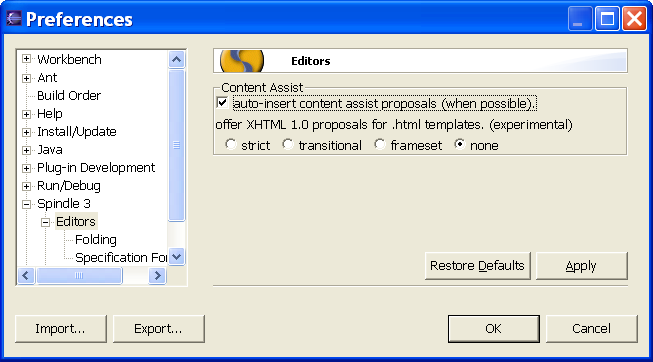 Preferences
Workbench
Ant
Build Order
Help
Install/Update
Java
Plug-in Development
Run/Debug
Spindle 3
Editors
Folding
Specification For
Editors
Content Assist
auto-insert content assist proposals (when possible).
offer XHTML 1.0 proposals for .html templates. (experimental)
strict transitional frameset none
Restore Defaults Apply
Import... Export... OK Cancel